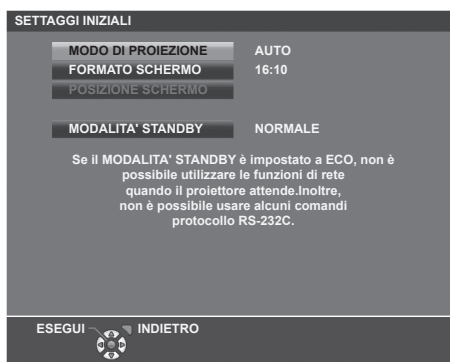 SETTAGGI INIZIALI
MODO DI PROIEZIONE AUTO
FORMATO SCHERMO 16:10
POSIZIONE SCHERMO
MODALITA' STANDBY NORMALE
Se il MODALITA' STANDBY è impostato a ECO, non è
possibile utilizzare le funzioni di rete
quando il proiettore attende.Inoltre,
non è possibile usare alcuni comandi
protocollo RS-232C.
ESEGUI INDIETRO